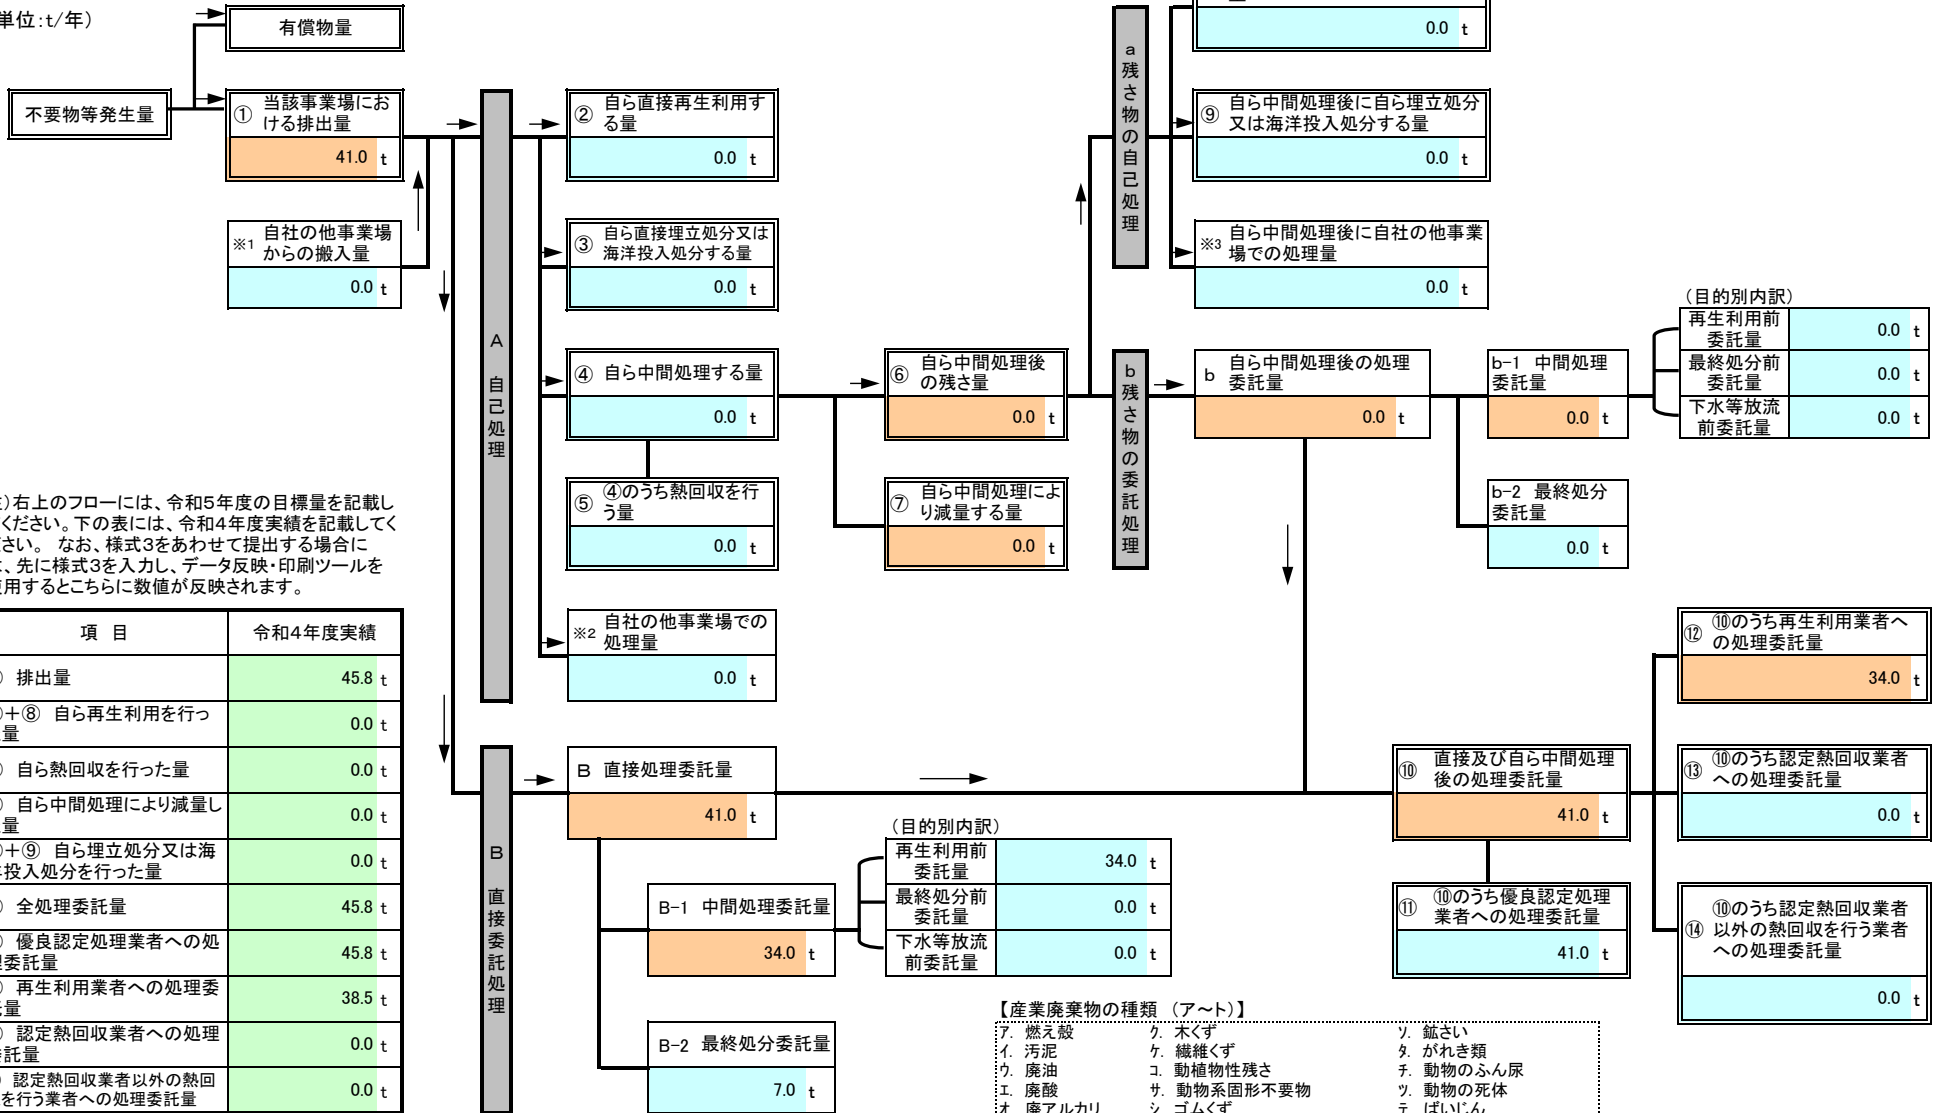 単位:t/年)
有償物量
不要物等発生量
① 当該事業場にお
ける排出量
41.0 t
※1 自社の他事業場
からの搬入量
0.0 t
A 自己処理
② 自ら直接再生利用す
る量
0.0 t
③ 自ら直接埋立処分又は
海洋投入処分する量
0.0 t
④ 自ら中間処理する量
0.0 t
⑤ ④のうち熱回収を行
う量
0.0 t
※2 自社の他事業場での
処理量
0.0 t
⑥ 自ら中間処理後
の残さ量
0.0 t
⑦ 自ら中間処理によ
り減量する量
0.0 t
a 残さ物の自己処理
0.0 t
⑨ 自ら中間処理後に自ら埋立処分
又は海洋投入処分する量
0.0 t
※3 自ら中間処理後に自社の他事業
場での処理量
0.0 t
b 残さ物の委託処理
b 自ら中間処理後の処理
委託量
0.0 t
b-1 中間処理
委託量
0.0 t
b-2 最終処分
委託量
0.0 t
(目的別内訳)
再生利用前
委託量 0.0 t
最終処分前
委託量 0.0 t
下水等放流
前委託量 0.0 t
)右上のフローには、令和5年度の目標量を記載し
ください。下の表には、令和4年度実績を記載してく
さい。 なお、様式3をあわせて提出する場合に
、先に様式3を入力し、データ反映・印刷ツールを
用するとこちらに数値が反映されます。
項 目 令和4年度実績
) 排出量 45.8 t
)+⑧ 自ら再生利用を行っ
量 0.0 t
) 自ら熱回収を行った量 0.0 t
) 自ら中間処理により減量し
量 0.0 t
)+⑨ 自ら埋立処分又は海
投入処分を行った量 0.0 t
) 全処理委託量 45.8 t
) 優良認定処理業者への処
委託量 45.8 t
) 再生利用業者への処理委
量 38.5 t
) 認定熱回収業者への処理
託量 0.0 t
) 認定熱回収業者以外の熱回
を行う業者への処理委託量 0.0 t
B 直接委託処理
B 直接処理委託量
41.0 t
B-1 中間処理委託量
34.0 t
B-2 最終処分委託量
7.0 t
(目的別内訳)
再生利用前
委託量 34.0 t
最終処分前
委託量 0.0 t
下水等放流
前委託量 0.0 t
⑩ 直接及び自ら中間処理
後の処理委託量
41.0 t
⑪ ⑩のうち優良認定処理
業者への処理委託量
41.0 t
⑫ ⑩のうち再生利用業者へ
の処理委託量
34.0 t
⑬ ⑩のうち認定熱回収業者
への処理委託量
0.0 t
⑭ ⑩のうち認定熱回収業者
以外の熱回収を行う業者
への処理委託量
0.0 t
【産業廃棄物の種類 (ア~ト)】
ア. 燃え殻 ク. 木くず ソ. 鉱さい
イ. 汚泥 ケ. 繊維くず タ. がれき類
ウ. 廃油 コ. 動植物性残さ チ. 動物のふん尿
エ. 廃酸 サ. 動物系固形不要物 ツ. 動物の死体
オ. 廃アルカリ シ. ゴムくず テ. ばいじん